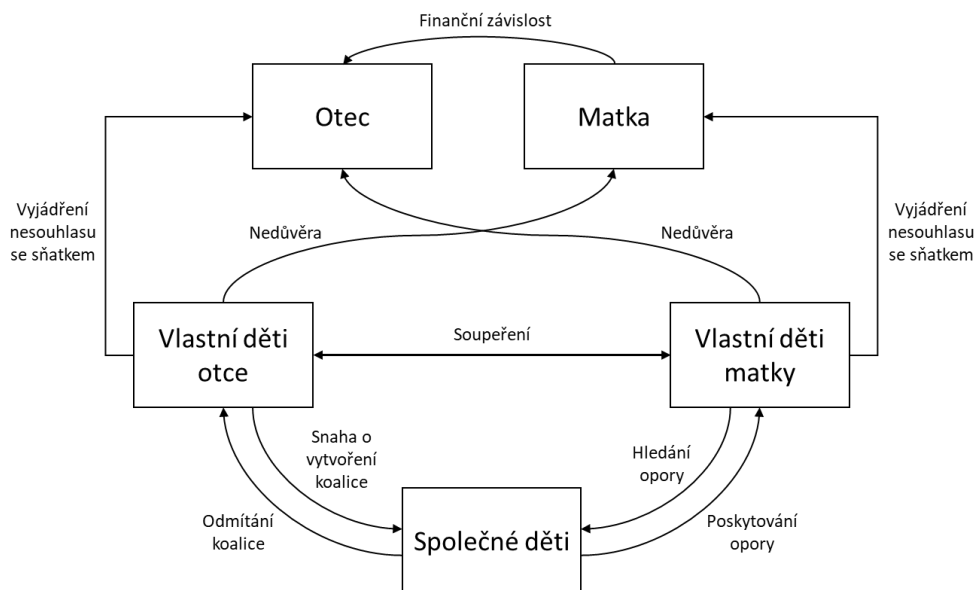 Finanční závislost
Otec
Matka
Vyjádření
nesouhlasu
se sňatkem
Nedůvěra
Nedůvěra
Vyjádření
nesouhlasu
se sňatkem
Vlastní děti
otce
Soupeření
Vlastní děti
matky
Snaha o
vytvoření
koalice
Hledání
opory
Odmítání
koalice
Společné děti
Poskytování
opory